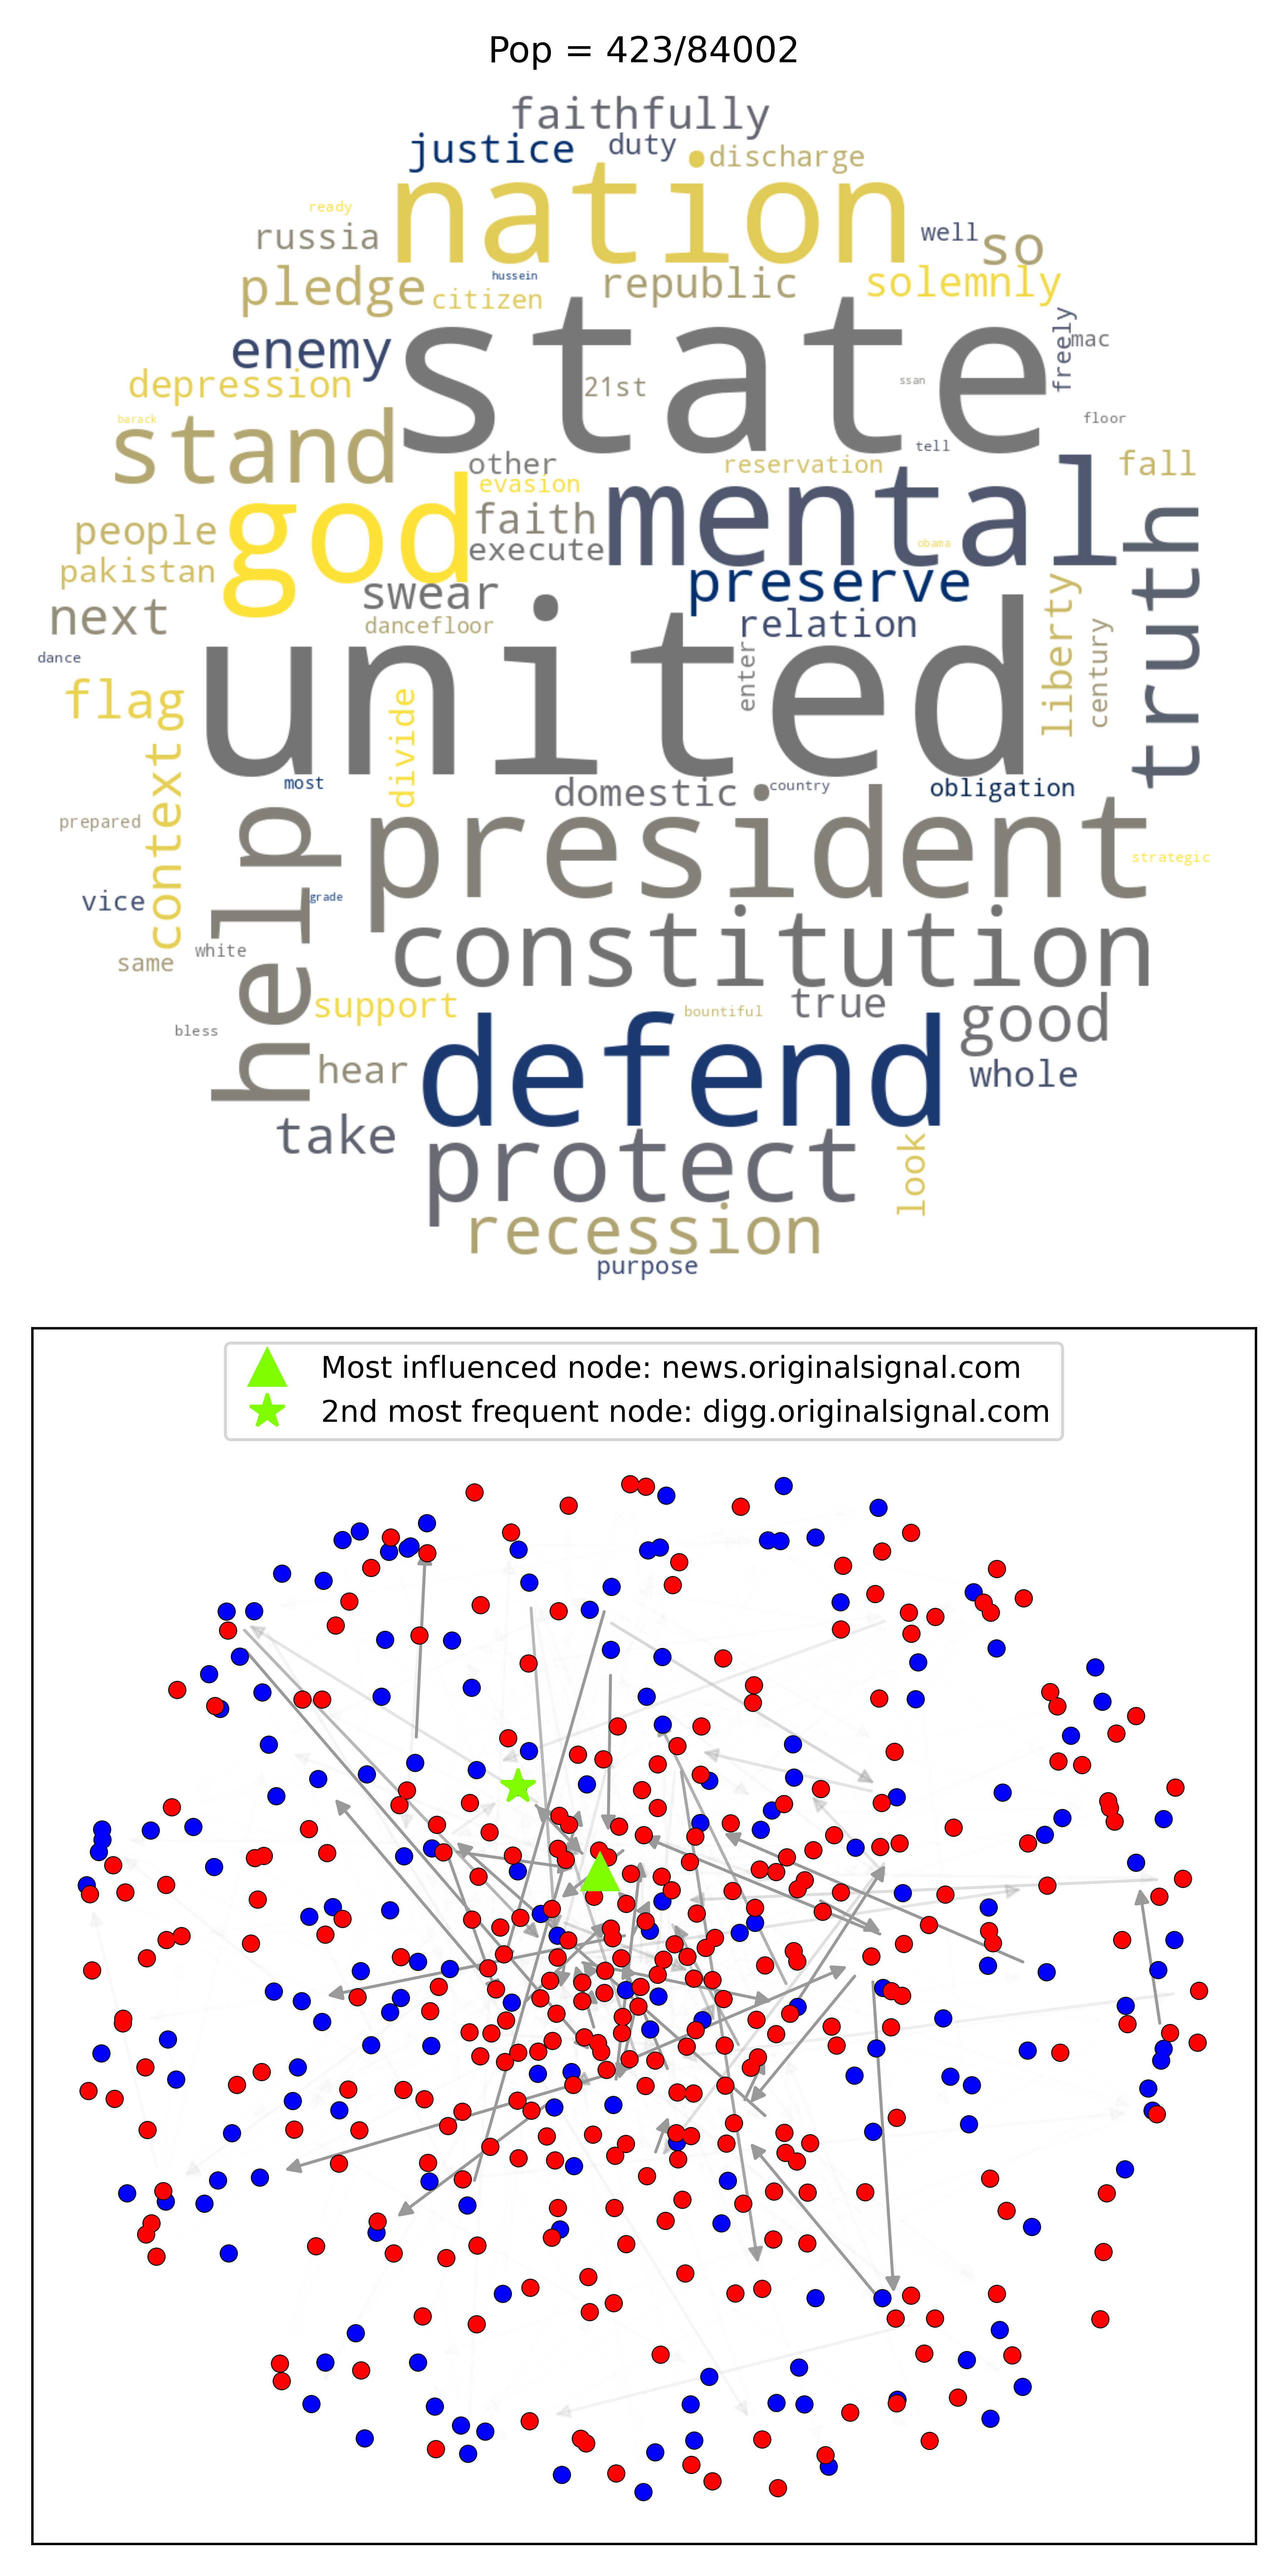 Pop = 423/84002
faithfully
justice
duty
discharge
nation
ready
russia
well
so
pledge
hussein
citizen
republic
solemnly
freely
mac
enemy
state
depression
21st
ssan
floor
barack
stand
other
tell
reservation
fall
evasion
god
faith
mental
people
execute
obama
truth
pakistan
swear
preserve
next
dancefloor
relation
liberty
century
dance
united
enter
flag
divide
context
most
domestic
country
obligation
prepared
help
president
strategic
vice
grade
white
constitution
same
support
bountiful
true
good
bless
hear
defend
whole
take
protect
look
recession
purpose
Most influenced node: news.originalsignal.com
2nd most frequent node: digg.originalsignal.com